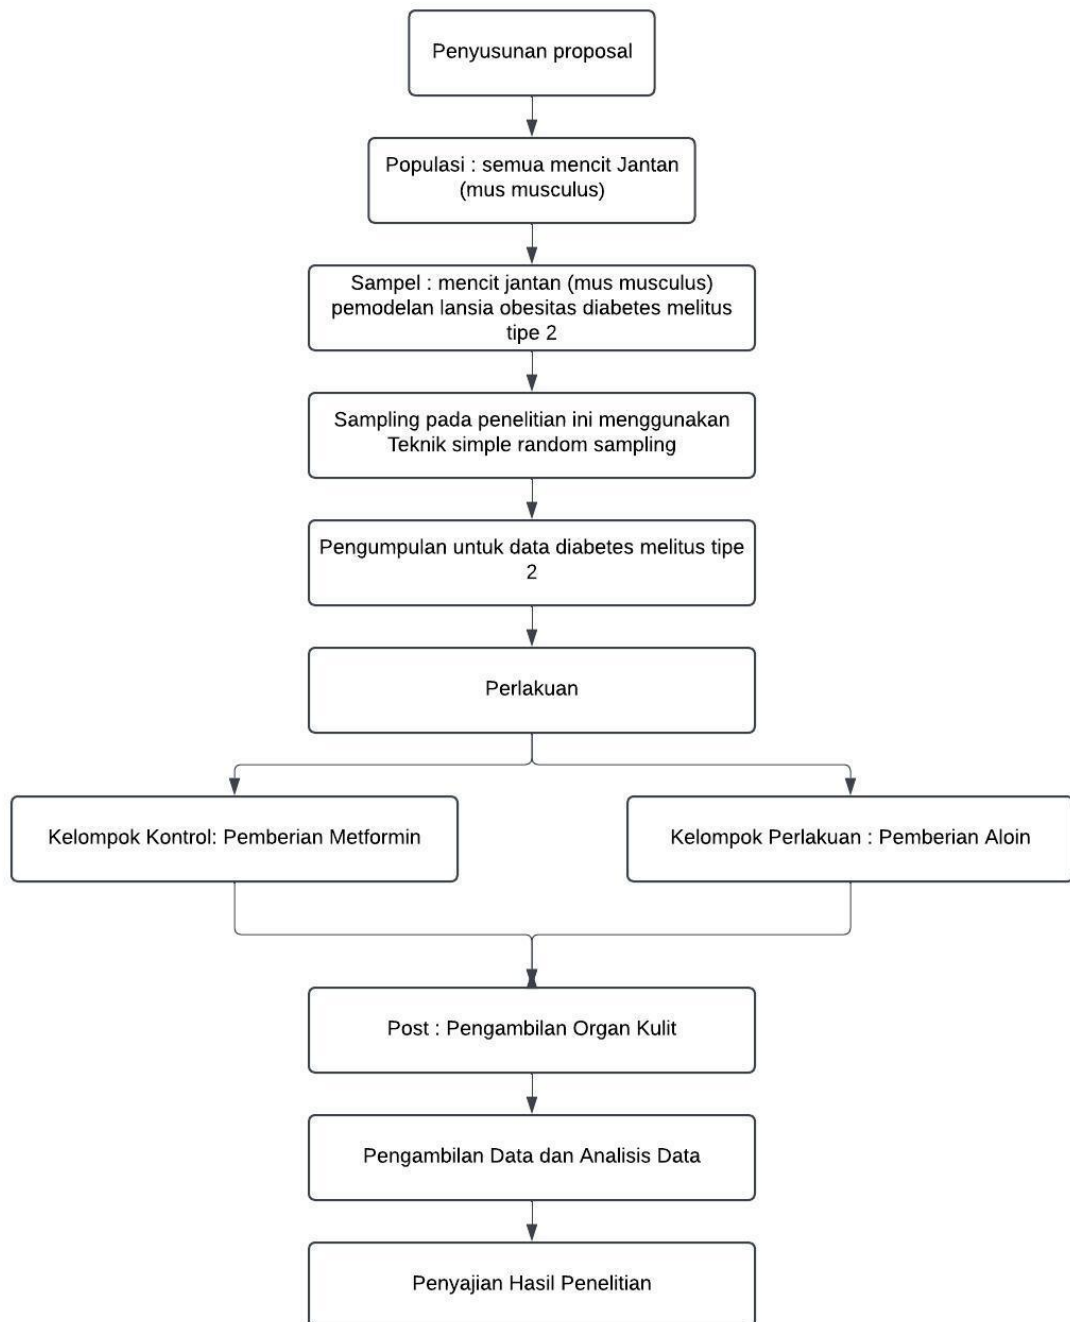 Penyusunan proposal
Populasi : semua mencit Jantan
(mus musculus)
Sampel : mencit jantan (mus musculus)
pemodelan lansia obesitas diabetes melitus
tipe 2
Sampling pada penelitian ini menggunakan
Teknik simple random sampling
Pengumpulan untuk data diabetes melitus tipe
2
Perlakuan
Kelompok Kontrol: Pemberian Metformin
Kelompok Perlakuan : Pemberian Aloin
Post : Pengambilan Organ Kulit
Pengambilan Data dan Analisis Data
Penyajian Hasil Penelitian